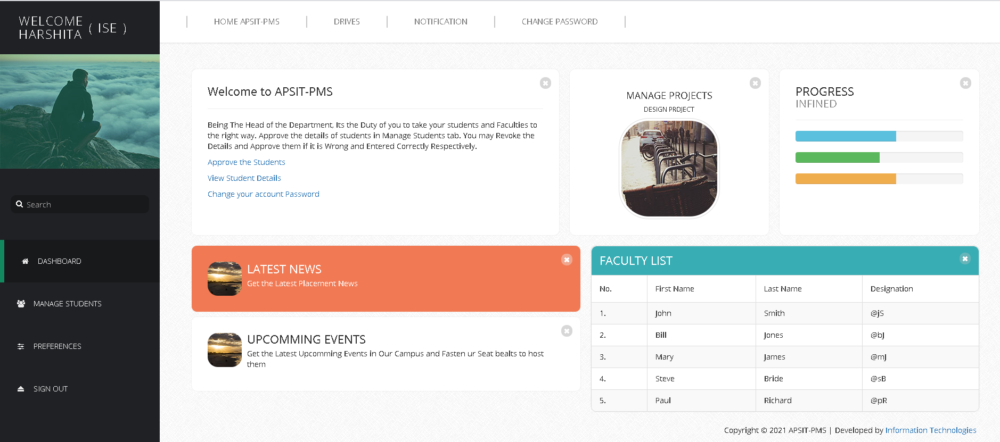 WELCOME
HARSHITA ( ISE )
HOME APSIT-PMS
DRIVES
NOTIFICATION
CHANGE PASSWORD
Search
DASHBOARD
MANAGE STUDENTS
PREFERENCES
SIGN OUT
Welcome to APSIT-PMS
Being The Head of the Department, Its the Duty of you to take your students and Faculties to
the right way. Approve the details of students in Manage Students tab. You may Revoke the
Details and Approve them if it is Wrong and Entered Correctly Respectively.
Approve the Students
View Student Details
Change your account Password
MANAGE PROJECTS
DESIGN PROJECT
PROGRESS
INFINED
LATEST NEWS
Get the Latest Placement News
UPCOMMING EVENTS
Get the Latest Upcomming Events in Our Campus and Fasten ur Seat bealts to host
them
FACULTY LIST
No. First Name Last Name Designation
1. John Smith @jS
2. Bill Jones @bJ
3. Mary James @mJ
4. Steve Bride @sB
5. Paul Richard @pR
Copyright © 2021 APSIT-PMS | Developed by Information Technologies